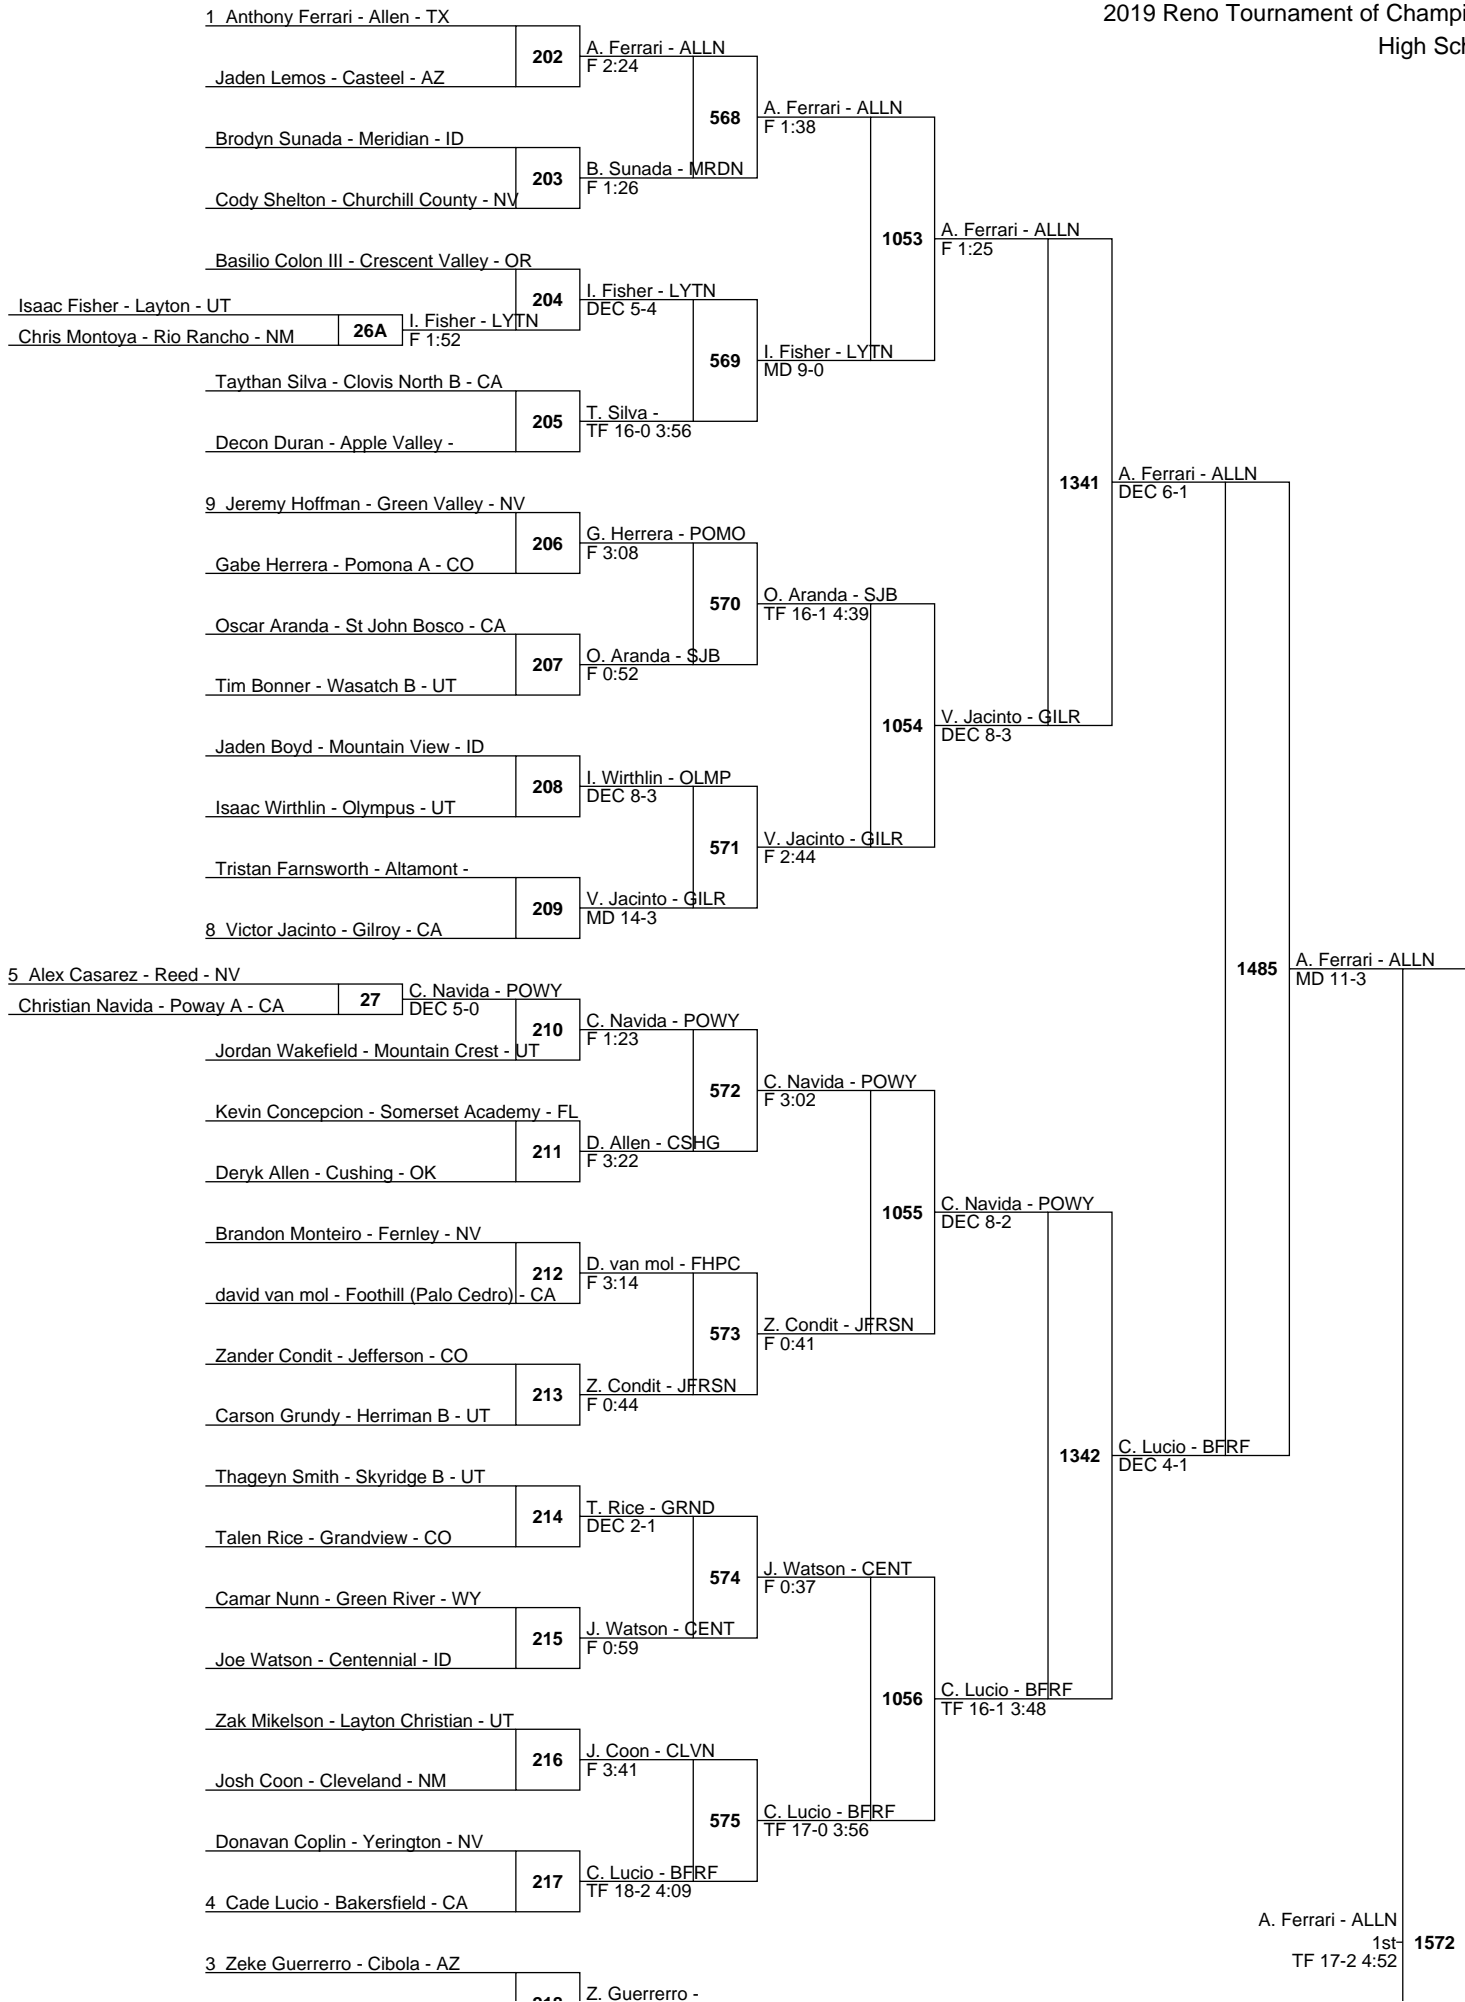 2019 Reno Tournament of Champi
High Sch
1 Anthony Ferrari - Allen - TX
202
A. Ferrari - ALLN
F 2:24
Jaden Lemos - Casteel - AZ
568
A. Ferrari - ALLN
F 1:38
Brodyn Sunada - Meridian - ID
203
B. Sunada - MRDN
F 1:26
Cody Shelton - Churchill County - NV
1053
A. Ferrari - ALLN
F 1:25
Basilio Colon III - Crescent Valley - OR
204
I. Fisher - LYTN
DEC 5-4
Isaac Fisher - Layton - UT
26A
I. Fisher - LYTN
F 1:52
Chris Montoya - Rio Rancho - NM
569
I. Fisher - LYTN
MD 9-0
Taythan Silva - Clovis North B - CA
205
T. Silva -
TF 16-0 3:56
Decon Duran - Apple Valley -
1341
A. Ferrari - ALLN
DEC 6-1
9 Jeremy Hoffman - Green Valley - NV
206
G. Herrera - POMO
F 3:08
Gabe Herrera - Pomona A - CO
570
O. Aranda - SJB
TF 16-1 4:39
Oscar Aranda - St John Bosco - CA
207
O. Aranda - SJB
F 0:52
Tim Bonner - Wasatch B - UT
1054
V. Jacinto - GILR
DEC 8-3
Jaden Boyd - Mountain View - ID
208
I. Wirthlin - OLMP
DEC 8-3
Isaac Wirthlin - Olympus - UT
571
V. Jacinto - GILR
F 2:44
Tristan Farnsworth - Altamont -
209
V. Jacinto - GILR
MD 14-3
8 Victor Jacinto - Gilroy - CA
1485
A. Ferrari - ALLN
MD 11-3
5 Alex Casarez - Reed - NV
27
C. Navida - POWY
DEC 5-0
Christian Navida - Poway A - CA
210
C. Navida - POWY
F 1:23
Jordan Wakefield - Mountain Crest - UT
572
C. Navida - POWY
F 3:02
Kevin Concepcion - Somerset Academy - FL
211
D. Allen - CSHG
F 3:22
Deryk Allen - Cushing - OK
1055
C. Navida - POWY
DEC 8-2
Brandon Monteiro - Fernley - NV
212
D. van mol - FHPC
F 3:14
david van mol - Foothill (Palo Cedro) - CA
573
Z. Condit - JFRSN
F 0:41
Zander Condit - Jefferson - CO
213
Z. Condit - JFRSN
F 0:44
Carson Grundy - Herriman B - UT
1342
C. Lucio - BFRF
DEC 4-1
Thageyn Smith - Skyridge B - UT
214
T. Rice - GRND
DEC 2-1
Talen Rice - Grandview - CO
574
J. Watson - CENT
F 0:37
Camar Nunn - Green River - WY
215
J. Watson - CENT
F 0:59
Joe Watson - Centennial - ID
1056
C. Lucio - BFRF
TF 16-1 3:48
Zak Mikelson - Layton Christian - UT
216
J. Coon - CLVN
F 3:41
Josh Coon - Cleveland - NM
575
C. Lucio - BFRF
TF 17-0 3:56
Donavan Coplin - Yerington - NV
217
C. Lucio - BFRF
TF 18-2 4:09
4 Cade Lucio - Bakersfield - CA
A. Ferrari - ALLN
1st
1572
TF 17-2 4:52
3 Zeke Guerrerro - Cibola - AZ
Z. Guerrerro -